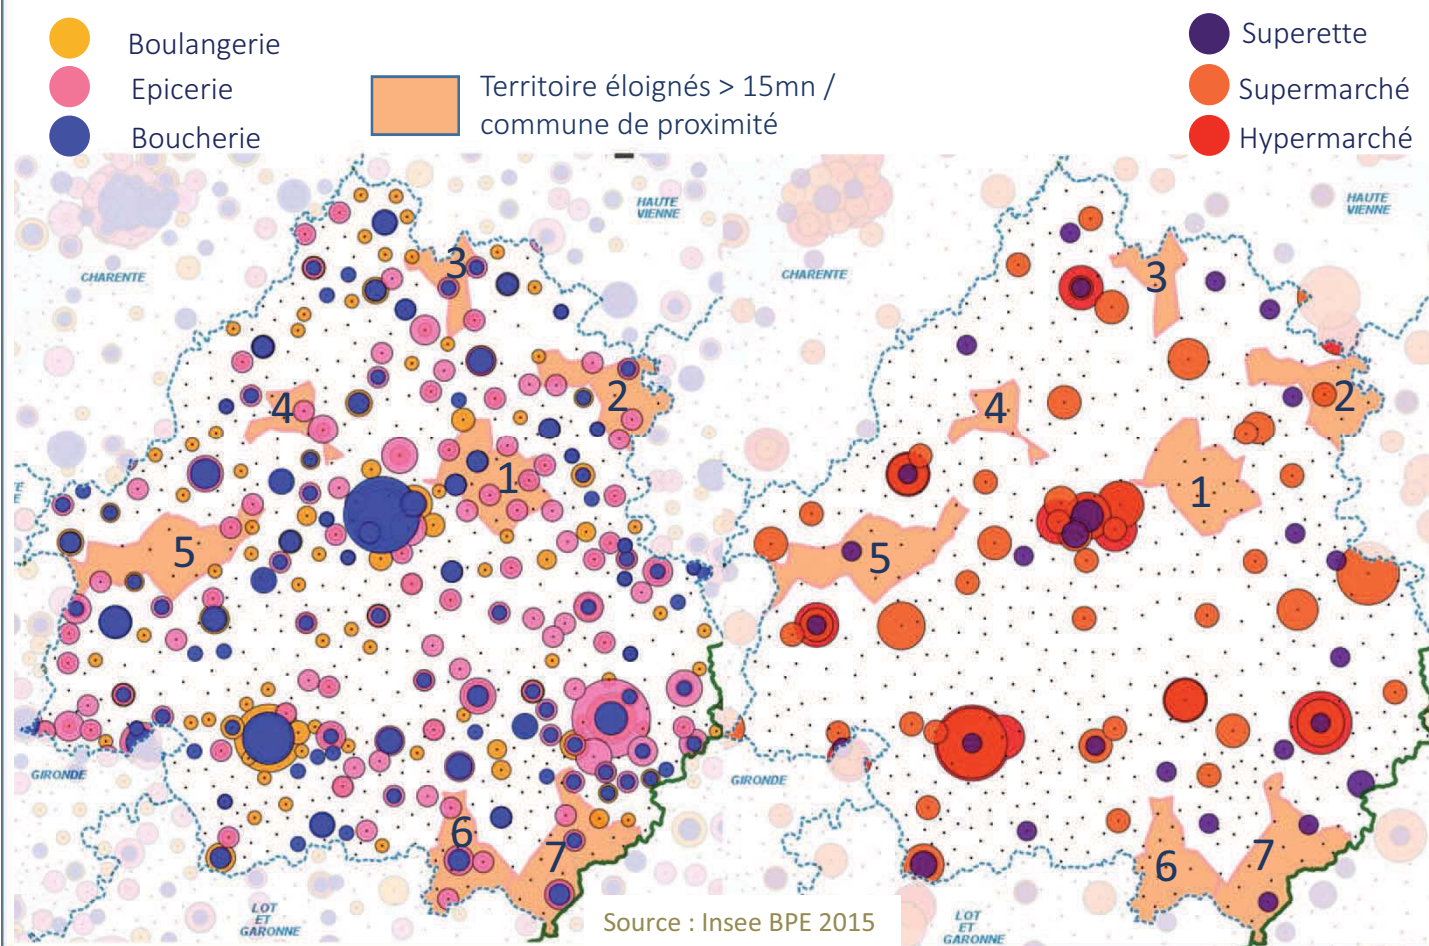 Boulangerie
Epicerie
Boucherie
Territoire éloignés > 15mn /
commune de proximité
Superette
Supermarché
Hypermarché
HAUTE
VIENNE
CHARENTE
3
2
4
1
5
GIRONDE
6
7
LOT
ET
GARONNE
HAUTE
VIENNE
CHARENTE
3
2
4
1
5
GIRONDE
6
7
LOT
ET
GARONNE
Source : Insee BPE 2015